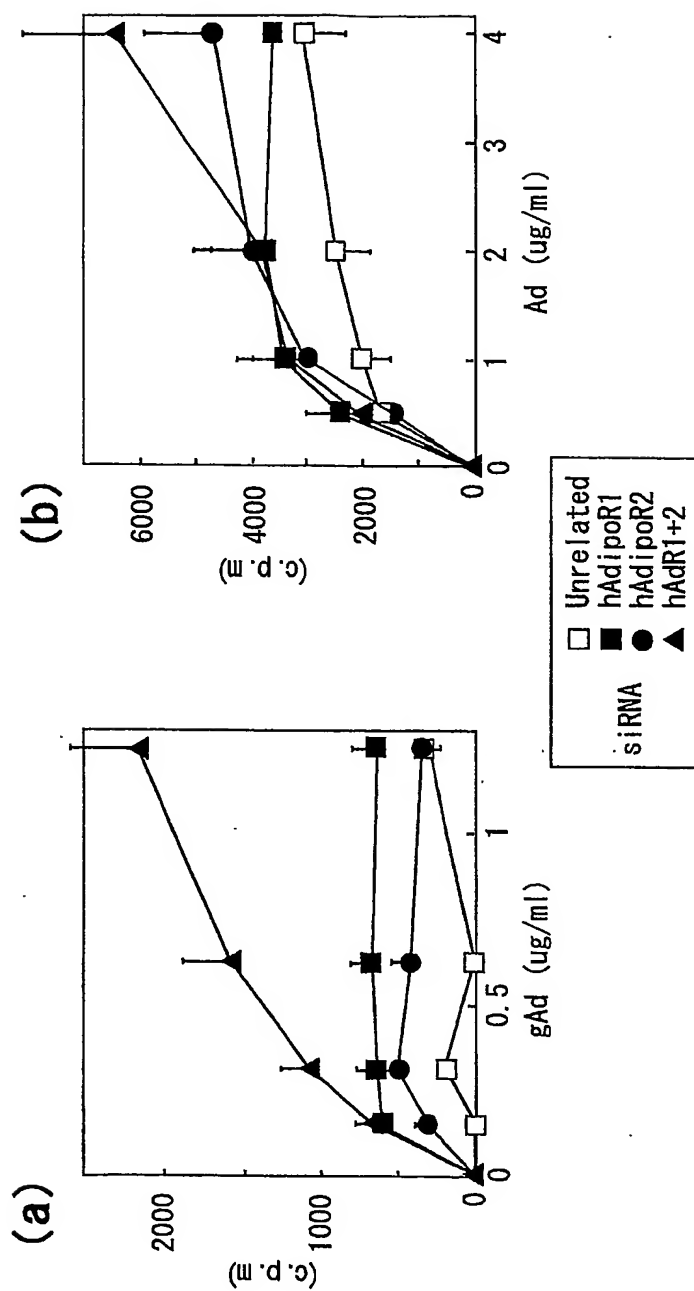 (a)
(c.p.m)
2000
1000
0
0
0.5
1
gAd (ug/ml)
(b)
(c.p.m)
6000
4000
2000
0
0
1
2
3
4
Ad (ug/ml)
siRNA
Unrelated
hAdipoR1
hAdipoR2
hAdR1+2